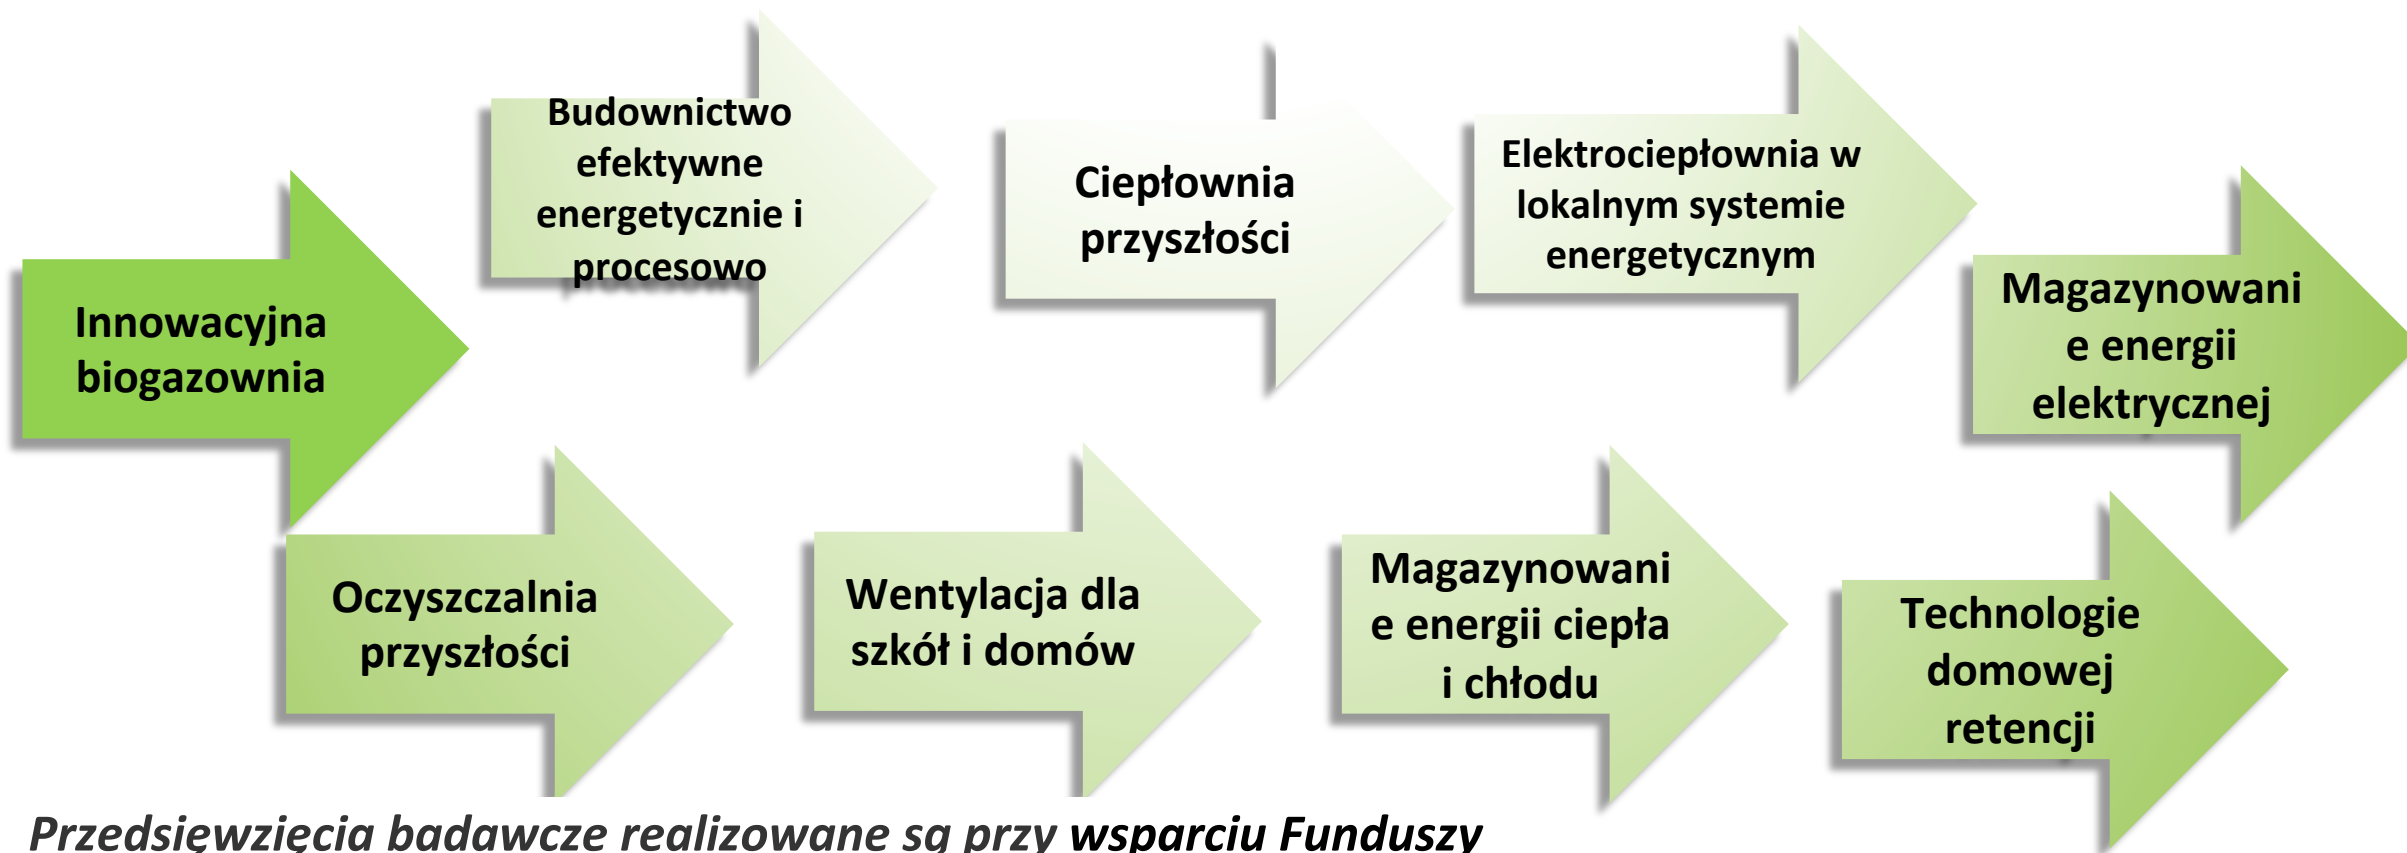 Budownictwo
efektywne
energetycznie i
procesowo
Ciepłownia
przyszłości
Elektrociepłownia w
lokalnym systemie
energetycznym
Innowacyjna
biogazownia
Magazynowani
e energii
elektrycznej
Oczyszczalnia
przyszłości
Wentylacja dla
szkół i domów
Magazynowani
e energii ciepła
i chłodu
Technologie
domowej
retencji
Przedsięwzięcia badawcze realizowane są przy wsparciu Funduszy